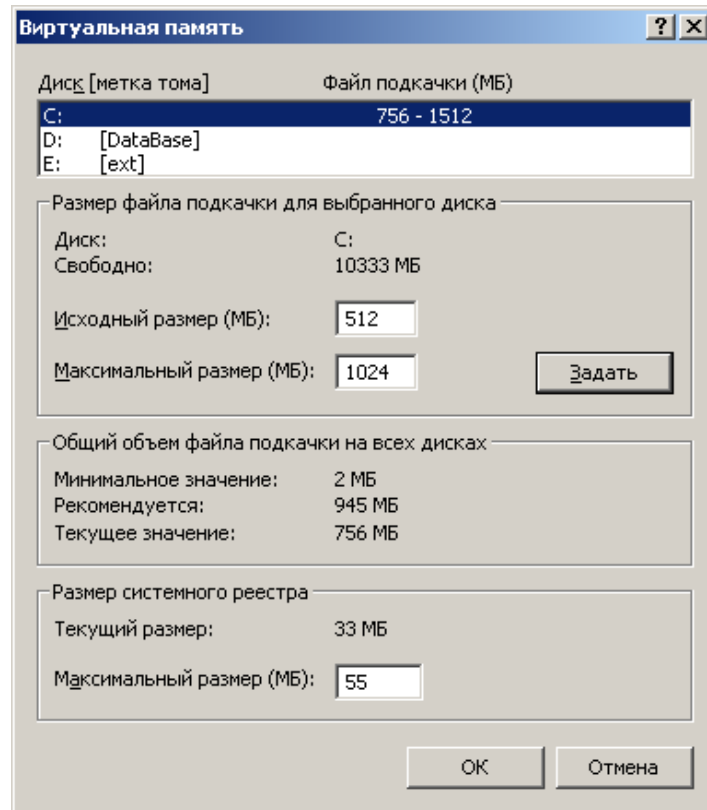 Виртуальная память
Диск [метка тома] Файл подкачки (МБ)
C: 756 - 1512
D: [DataBase]
E: [ext]
Размер файла подкачки для выбранного диска
Диск: C:
Свободно: 10333 МБ
Исходный размер (МБ): 512
Максимальный размер (МБ): 1024 Задать
Общий объем файла подкачки на всех дисках
Минимальное значение: 2 МБ
Рекомендуется: 945 МБ
Текущее значение: 756 МБ
Размер системного реестра
Текущий размер: 33 МБ
Максимальный размер (МБ): 55
OK Отмена